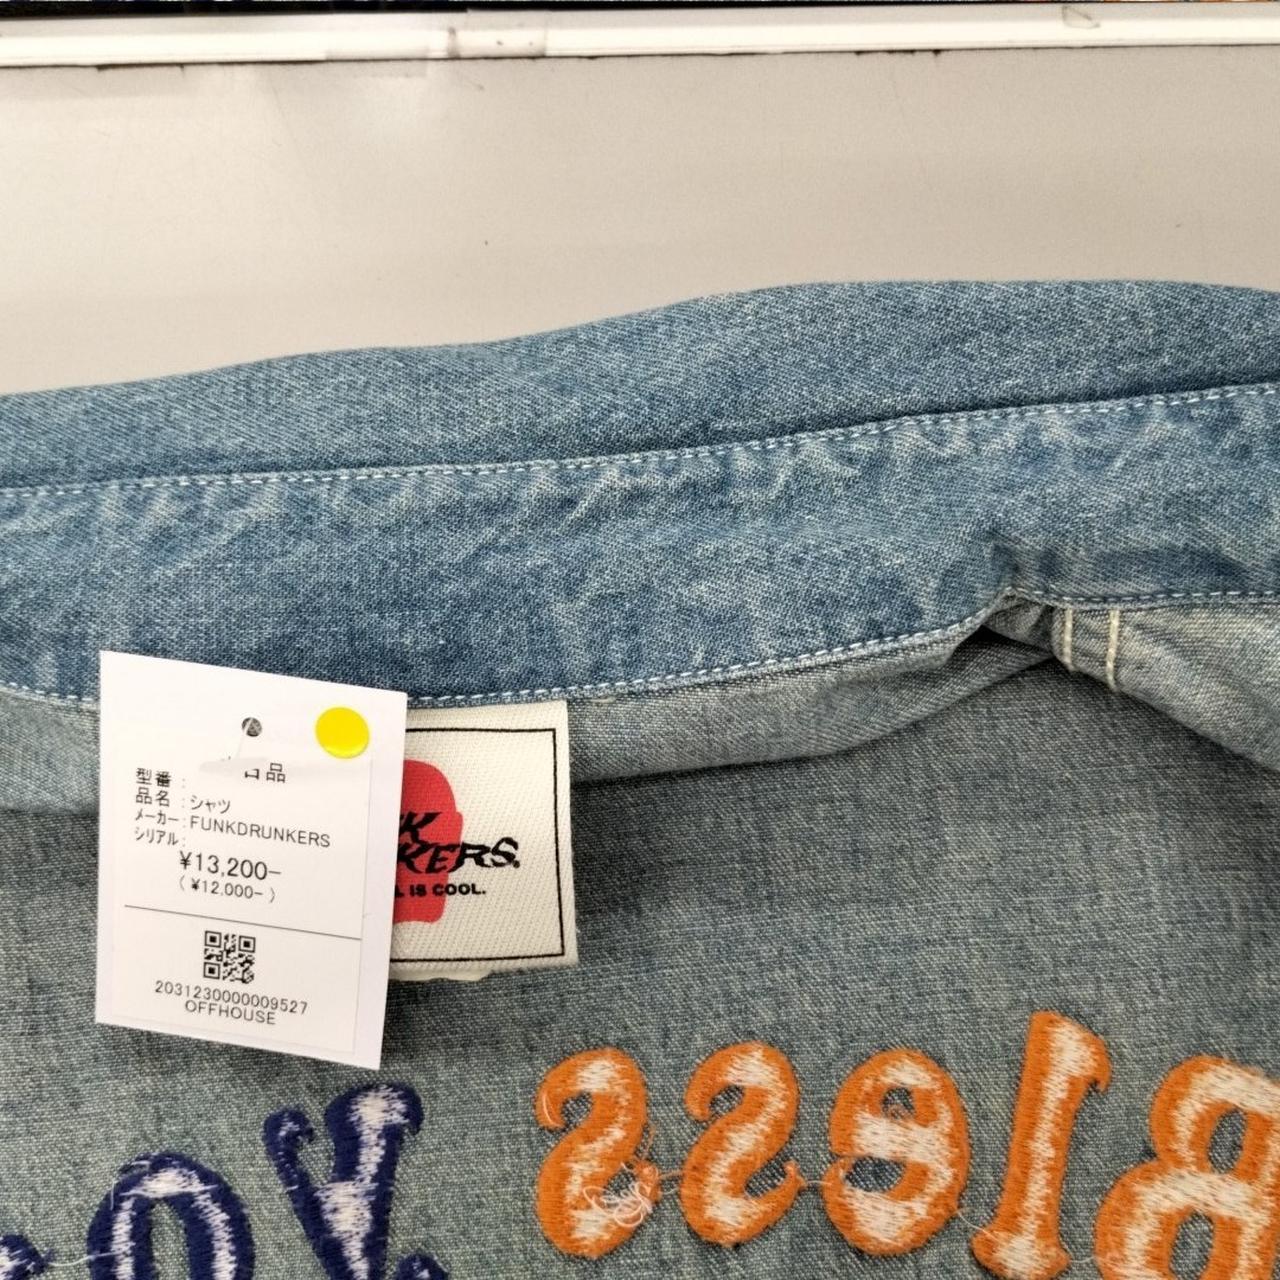 型番:
品名:シャツ
メーカー:FUNKDRUNKERS
シリアル:
¥13,200-
(¥12,000-)
2031230000009527
OFFHOUSE
IS COOL.
Bless